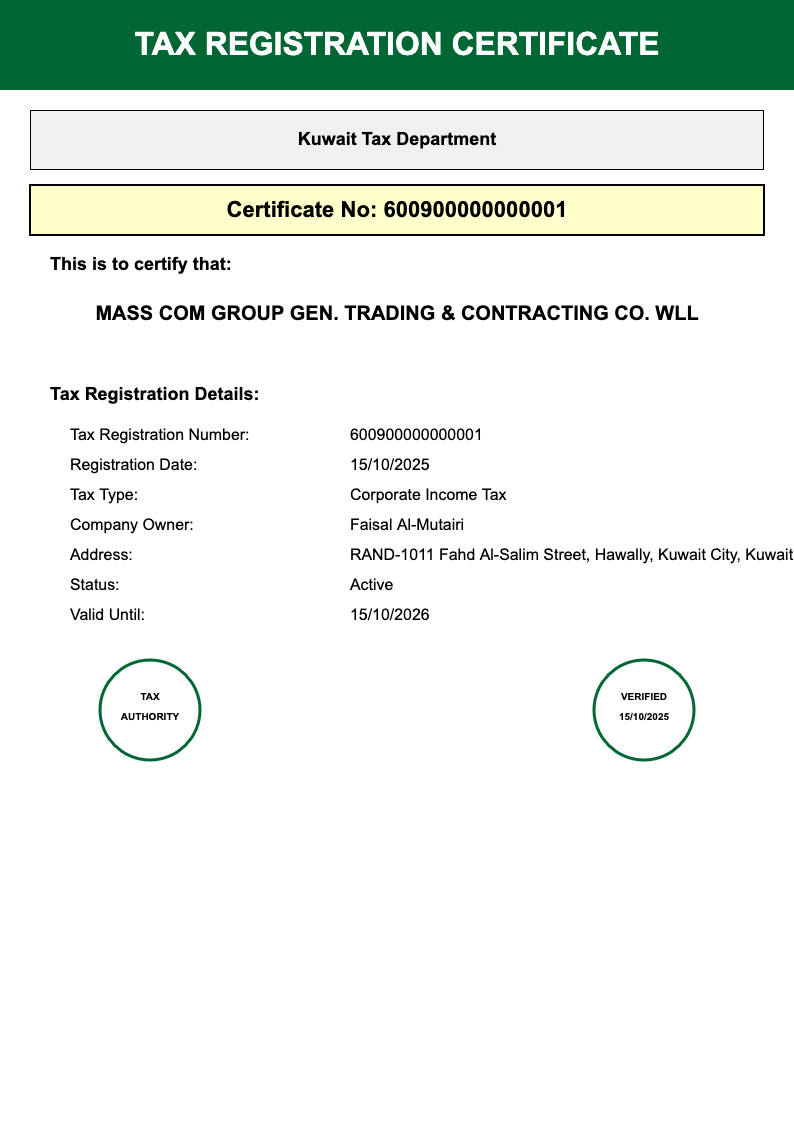 TAX REGISTRATION CERTIFICATE
Kuwait Tax Department
Certificate No: 600900000000001
This is to certify that:
MASS COM GROUP GEN. TRADING & CONTRACTING CO. WLL
Tax Registration Details:
Tax Registration Number: 600900000000001
Registration Date: 15/10/2025
Tax Type: Corporate Income Tax
Company Owner: Faisal Al-Mutairi
Address: RAND-1011 Fahd Al-Salim Street, Hawally, Kuwait City, Kuwait
Status: Active
Valid Until: 15/10/2026
TAX
AUTHORITY
VERIFIED
15/10/2025